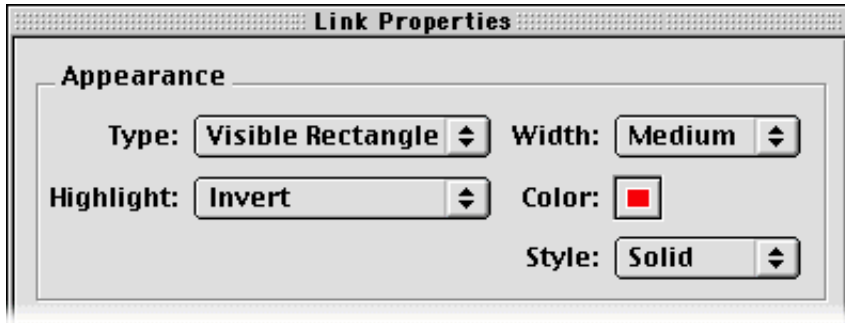 Link Properties
Appearance
Type: Visible Rectangle Width: Medium
Highlight: Invert Color:
Style: Solid